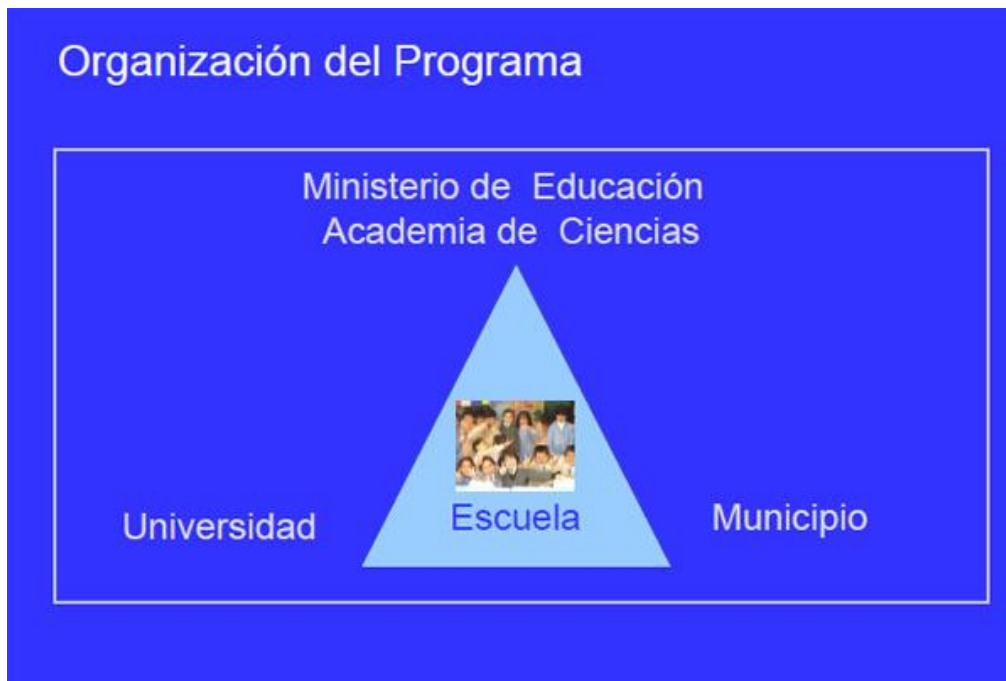 Organización del Programa
Ministerio de Educación
Academia de Ciencias
Universidad
Escuela
Municipio